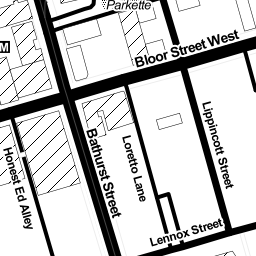 Parkette
Bloor Street West
M
Bathurst Street
Loretto Lane
Lippincott Street
Honest Ed Alley
Lennox Street